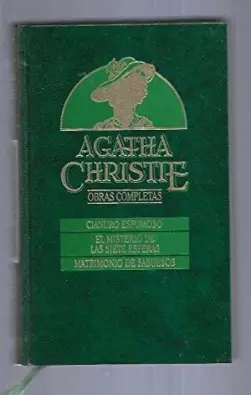 AGATHA
CHRISTIE
OBRAS COMPLETAS
CIANURO ESPUMOSO
EL MISTERIO DE
LAS SIETE ESFERAS
MATRIMONIO DE SABUESOS